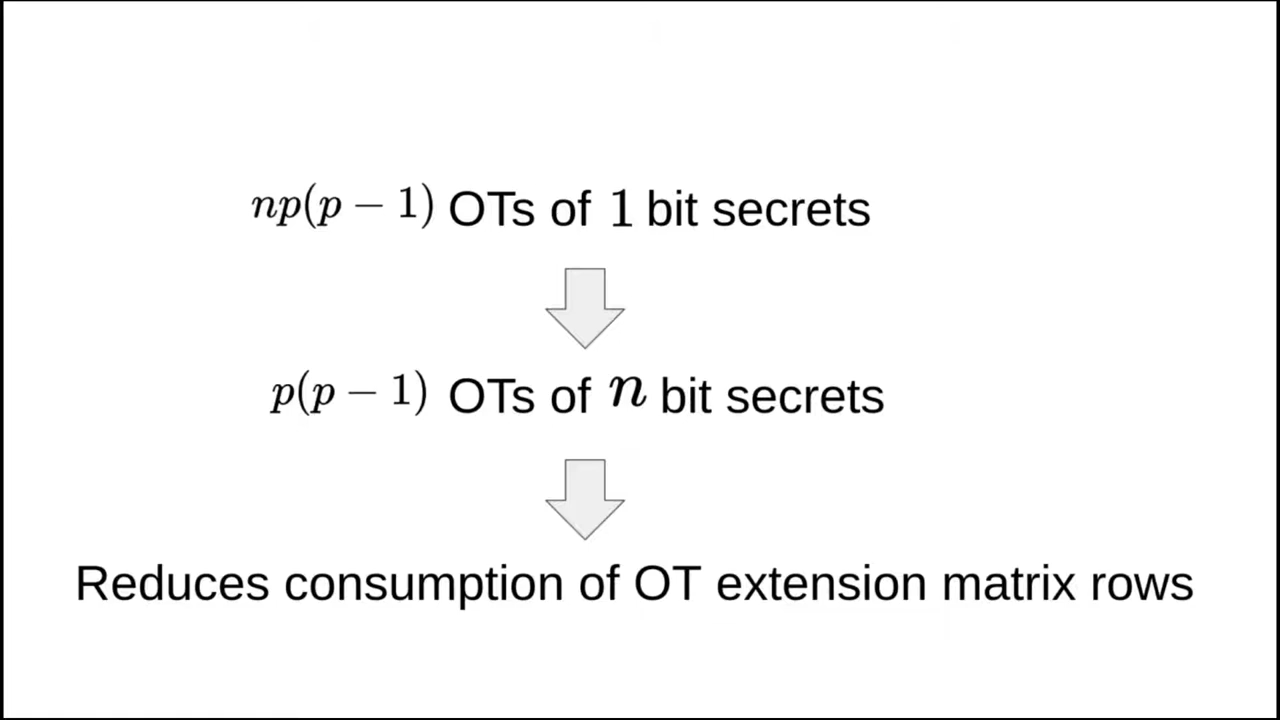 np(p − 1) OTs of 1 bit secrets
p(p − 1) OTs of n bit secrets
Reduces consumption of OT extension matrix rows